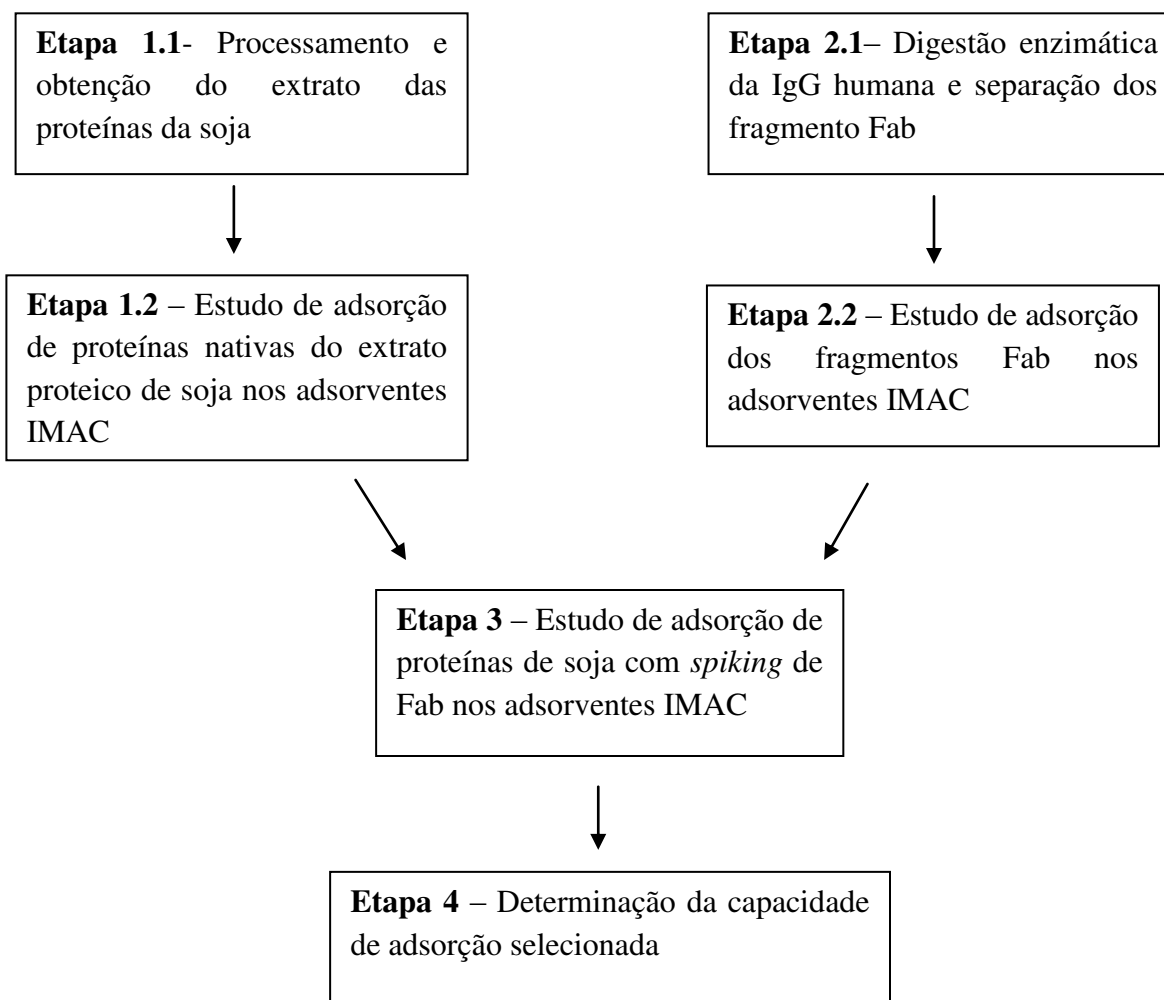 Etapa 1.1- Processamento e
obtenção do extrato das
proteínas da soja
Etapa 2.1– Digestão enzimática
da IgG humana e separação dos
fragmento Fab
Etapa 1.2 – Estudo de adsorção
de proteínas nativas do extrato
proteico de soja nos adsorventes
IMAC
Etapa 2.2 – Estudo de adsorção
dos fragmentos Fab nos
adsorventes IMAC
Etapa 3 – Estudo de adsorção de
proteínas de soja com spiking de
Fab nos adsorventes IMAC
Etapa 4 – Determinação da capacidade
de adsorção selecionada